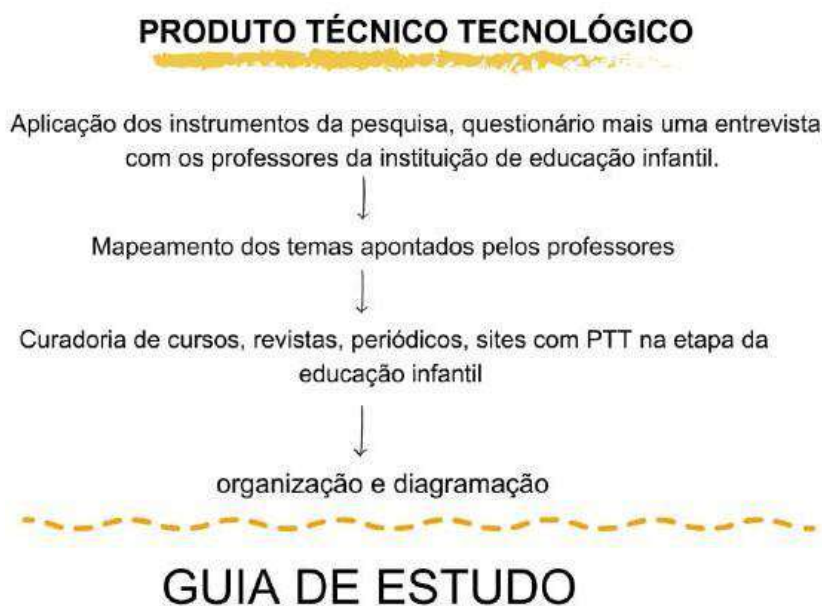 PRODUTO TÉCNICO TECNOLÓGICO
Aplicação dos instrumentos da pesquisa, questionário mais uma entrevista
com os professores da instituição de educação infantil.
Mapeamento dos temas apontados pelos professores
Curadoria de cursos, revistas, periódicos, sites com PTT na etapa da
educação infantil
organização e diagramação
GUIA DE ESTUDO